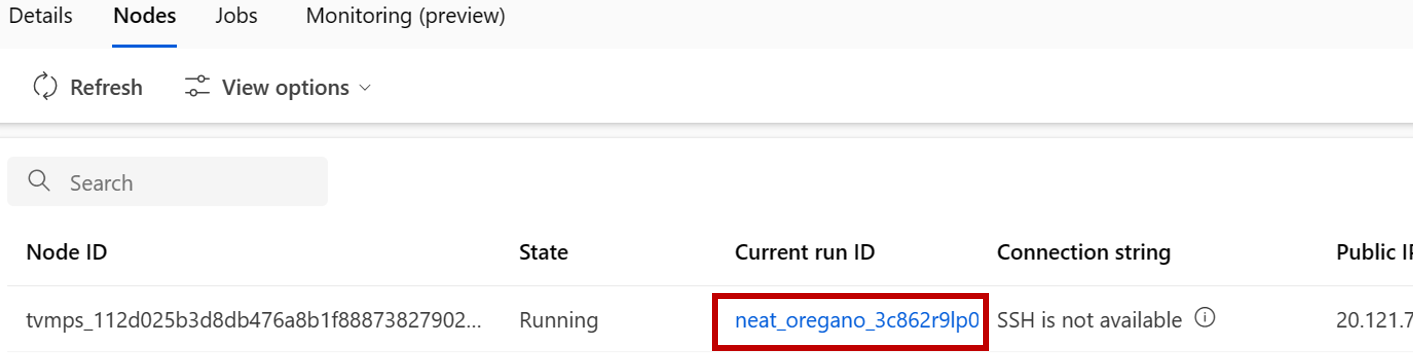 Details Nodes Jobs Monitoring (preview)
Refresh View options
Search
Node ID State Current run ID Connection string Public IP
tvmps_112d025b3d8db476a8b1f88873827902... Running neat_oregano_3c862r9lp0 SSH is not available 20.121.7